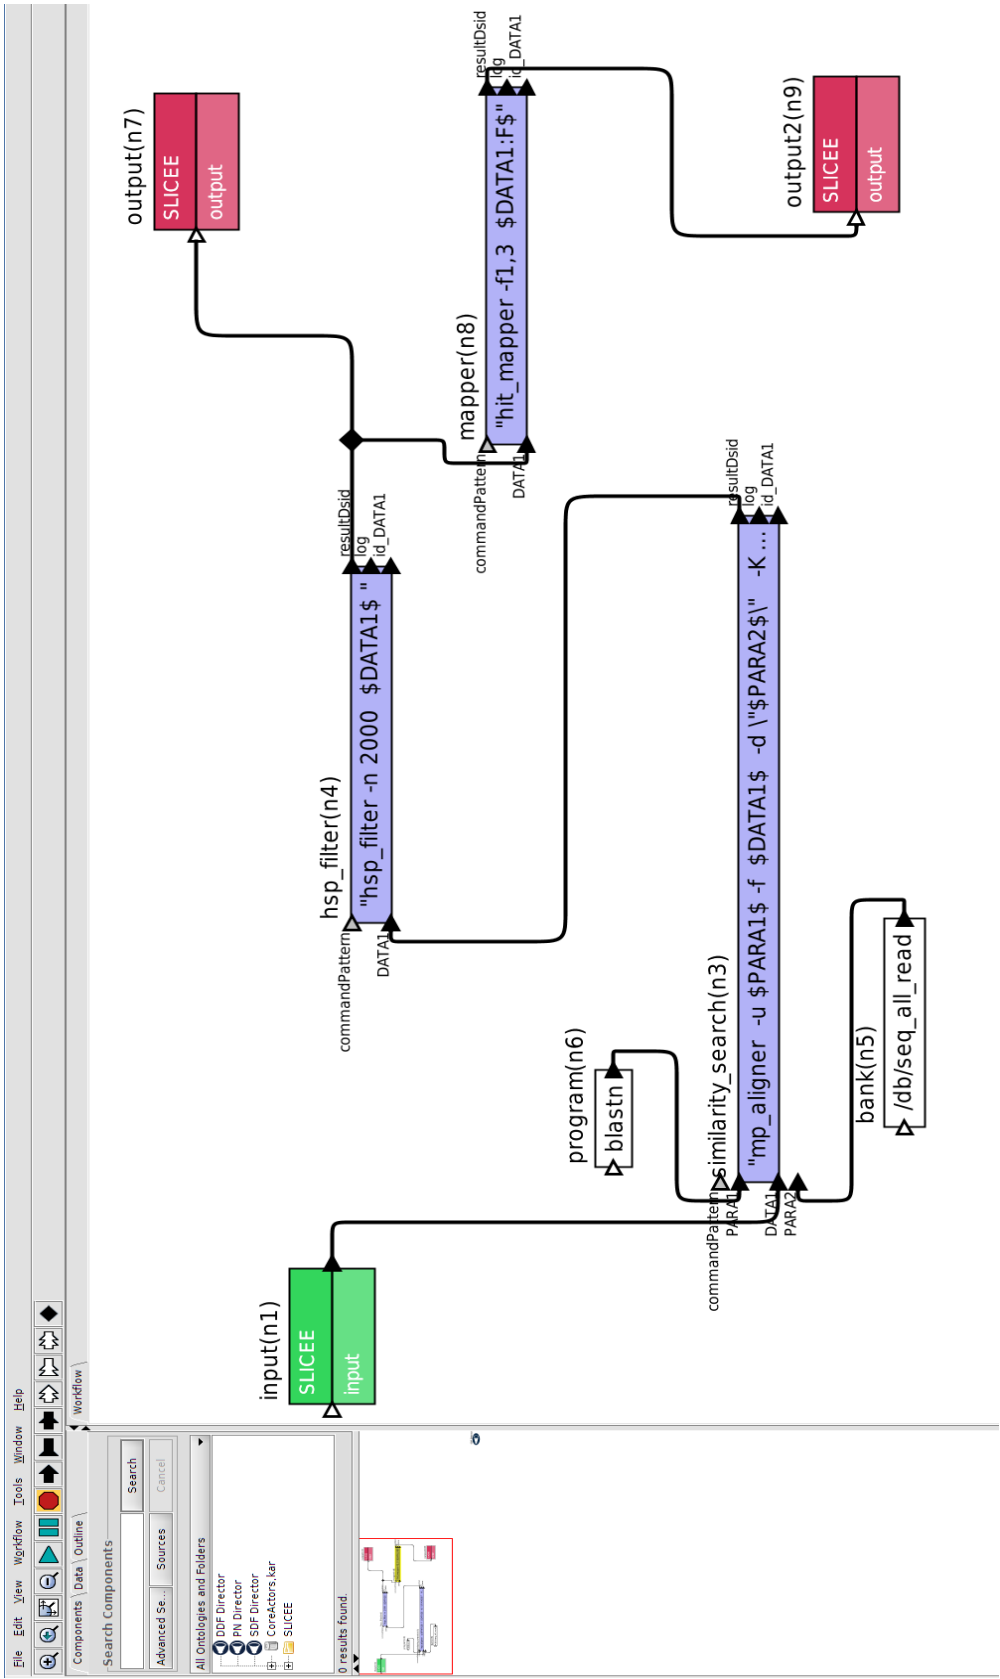 File Edit View Workflow Tools Window Help
Components Data Outline
Workflow
Search Components
Search
Advanced Se... Sources Cancel
All Ontologies and Folders
DDF Director
PN Director
SDF Director
CoreActors.kar
SLICEE
0 results found.
input(n1)
SLICEE
input
hsp_filter(n4)
commandPattern
DATA1
"hsp_filter -n 2000 $DATA1$ "
resultDsid
log
id_DATA1
output(n7)
SLICEE
output
mapper(n8)
commandPattern
DATA1
"hit_mapper -f1,3 $DATA1:F$"
resultDsid
log
id_DATA1
program(n6)
blastn
similarity_search(n3)
commandPattern
PARA1
DATA1
PARA2
"mp_aligner -u $PARA1$ -f $DATA1$ -d \"$PARA2$\" -K ...
resultDsid
log
id_DATA1
output2(n9)
SLICEE
output
bank(n5)
/db/seq_all_read